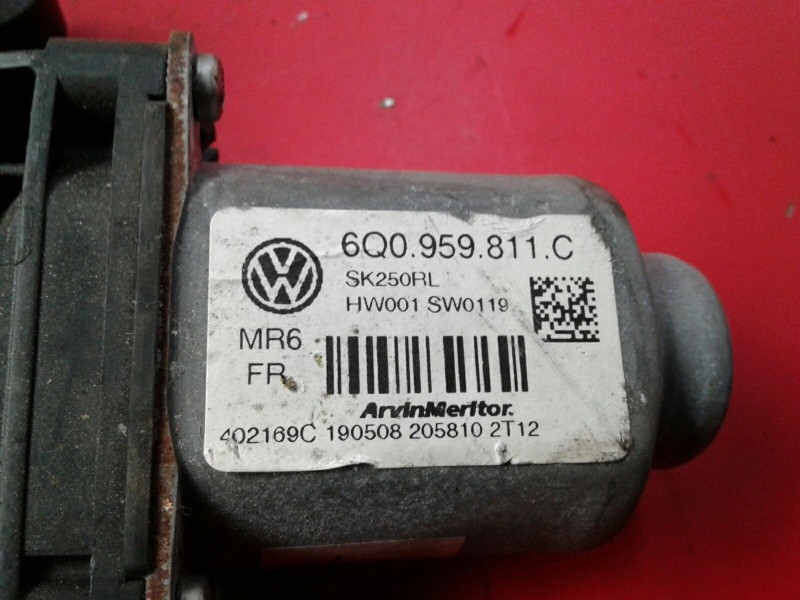 6Q0.959.811.C
SK250RL
HW001 SW0119
MR6
FR
ArvinMeritor.
402169C 190508 205810 2T12